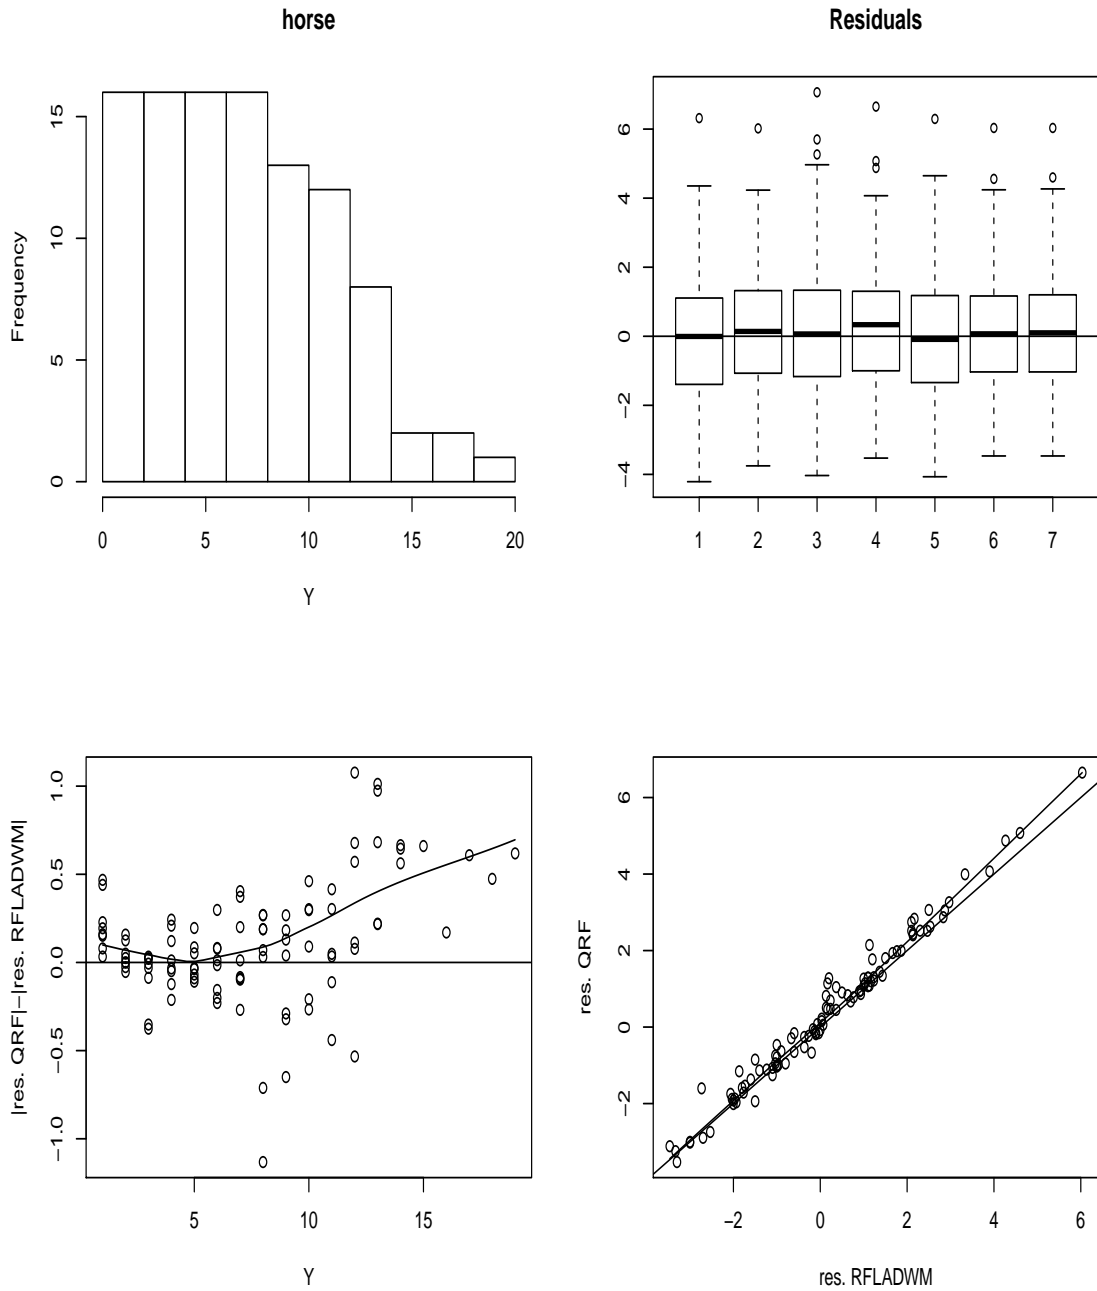 horse
Frequency
15
10
5
0
0 5 10 15 20
Y
Residuals
6
4
2
0
−2
−4
1 2 3 4 5 6 7
|res. QRF|−|res. RFLADWM|
1.0
0.5
0.0
−0.5
−1.0
5 10 15
Y
res. QRF
6
4
2
0
−2
−2 0 2 4 6
res. RFLADWM